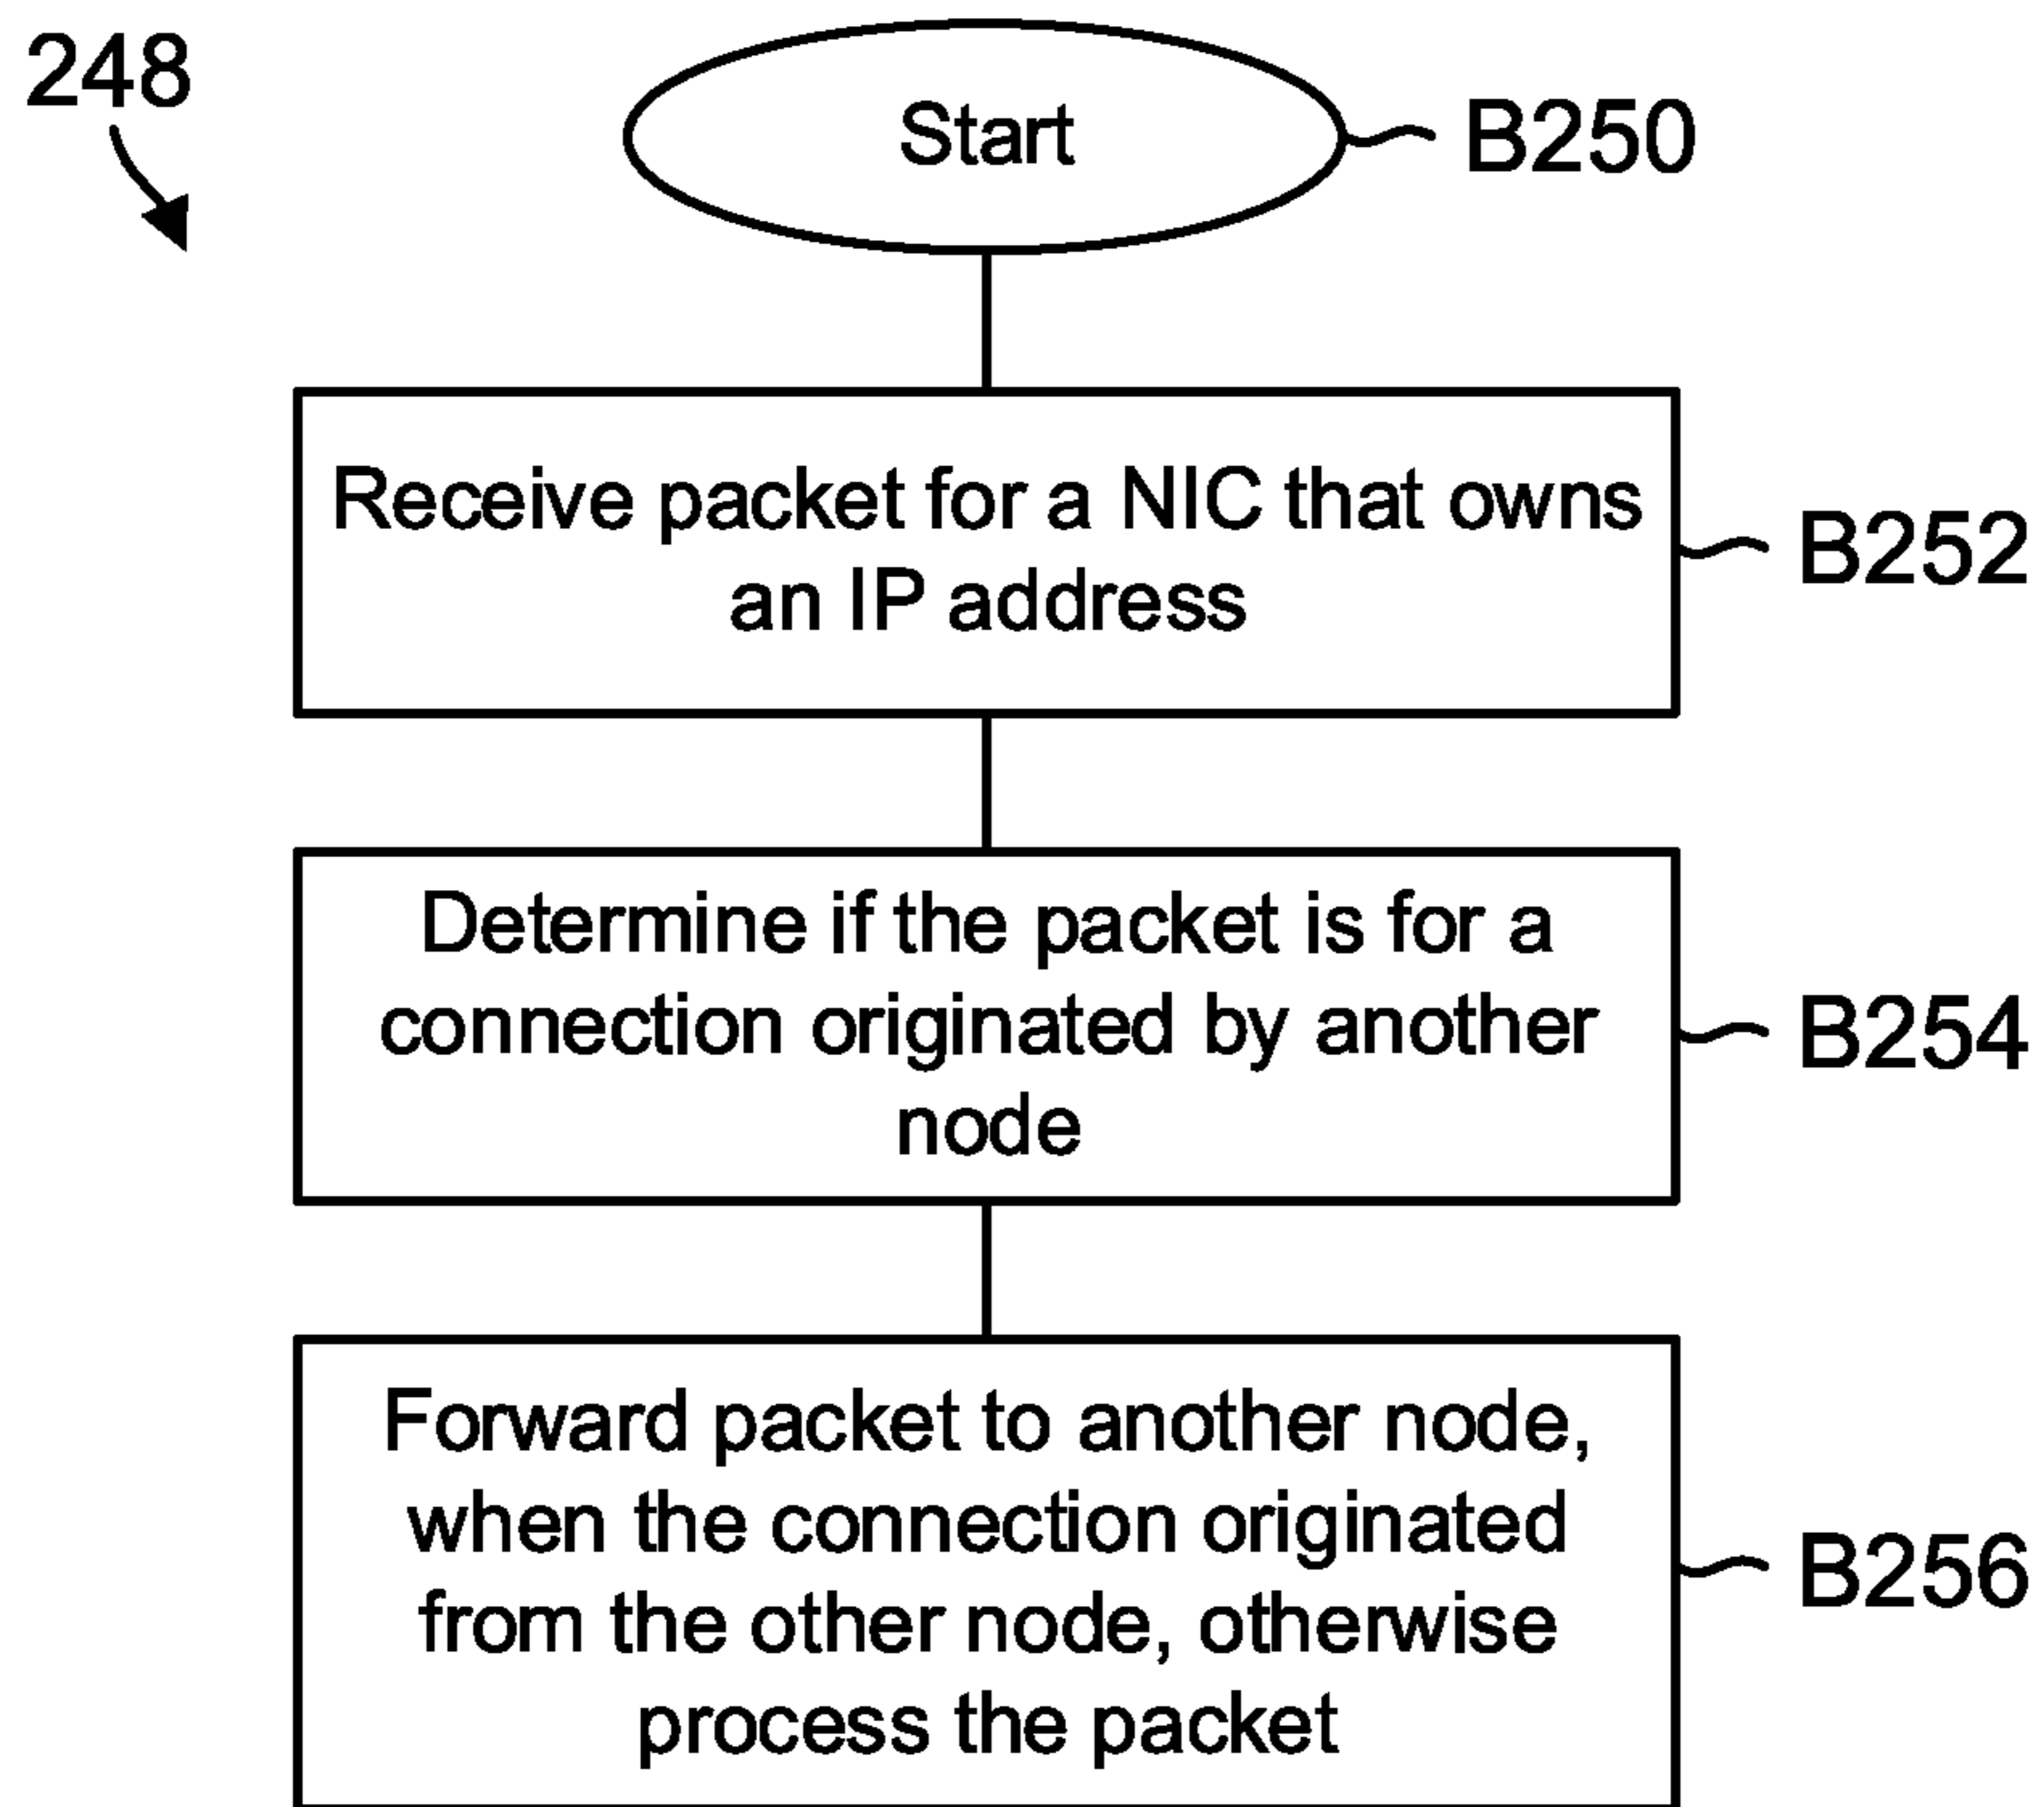 248
Start
B250
Receive packet for a NIC that owns
an IP address
B252
Determine if the packet is for a
connection originated by another
node
B254
Forward packet to another node,
when the connection originated
from the other node, otherwise
process the packet
B256